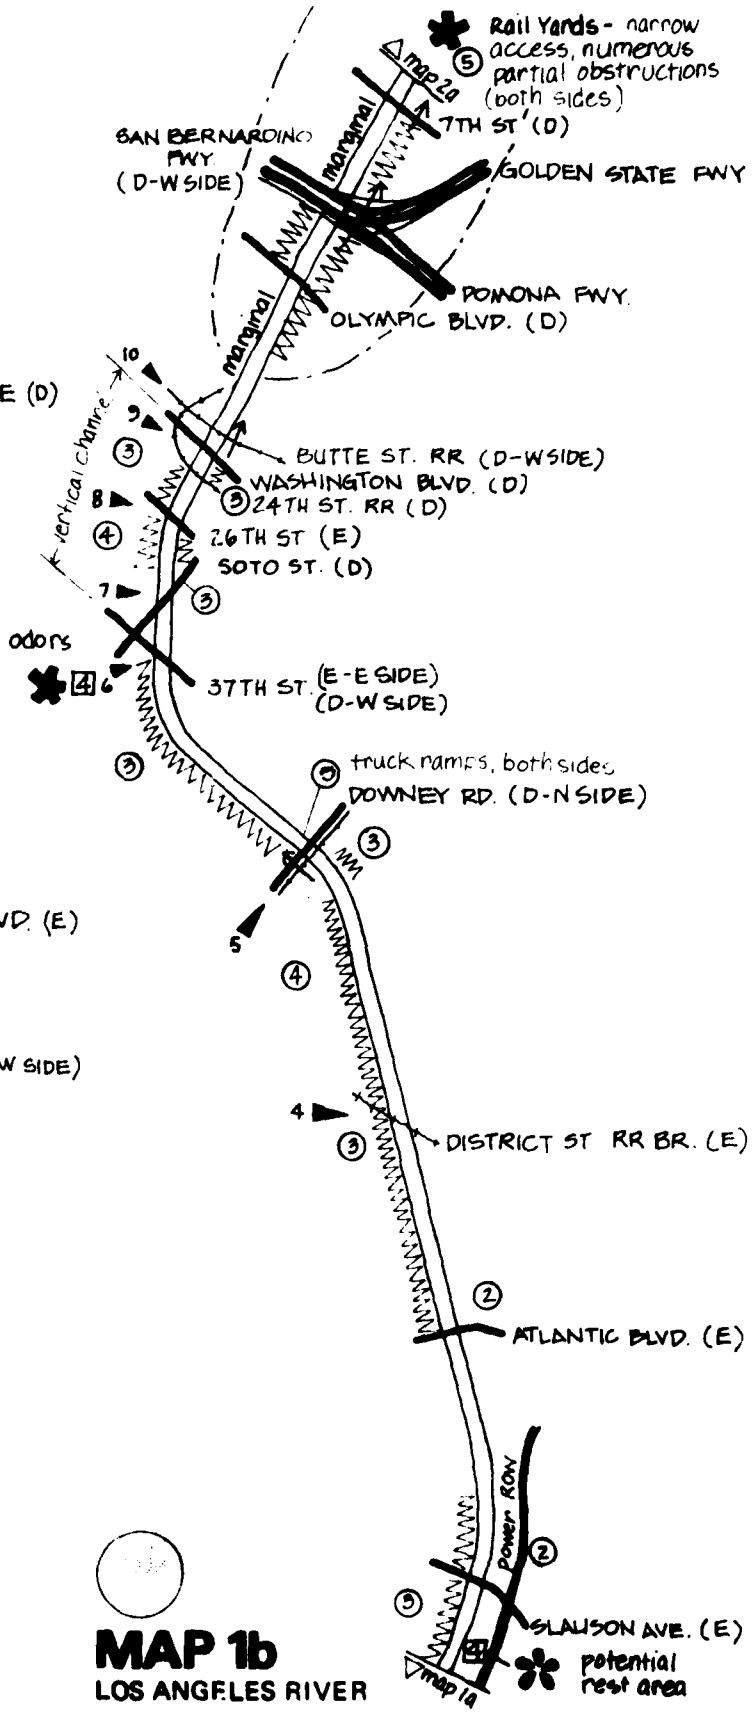 Rail Yards - narrow
access, numerous
5 partial obstructions
(both sides)
map 2a
7TH ST (D)
marginal
SAN BERNARDINO
FWY.
(D-W SIDE)
GOLDEN STATE FWY
POMONA FWY.
OLYMPIC BLVD. (D)
marginal
10
E (D)
9
vertical channel
3
BUTTE ST. RR (D-W SIDE)
WASHINGTON BLVD. (D)
3 24TH ST. RR (D)
8
4
26TH ST (E)
SOTO ST. (D)
7
3
odors
4 6
37TH ST. (E-E SIDE)
(D-W SIDE)
3
3 truck ramps, both sides
DOWNEY RD. (D-N SIDE)
3
VD. (E)
5
4
W SIDE)
4
3
DISTRICT ST RR BR. (E)
2
ATLANTIC BLVD. (E)
Power ROW
2
3
SLAUSON AVE. (E)
4
potential
rest area
map 1a
MAP 1b
LOS ANGELES RIVER